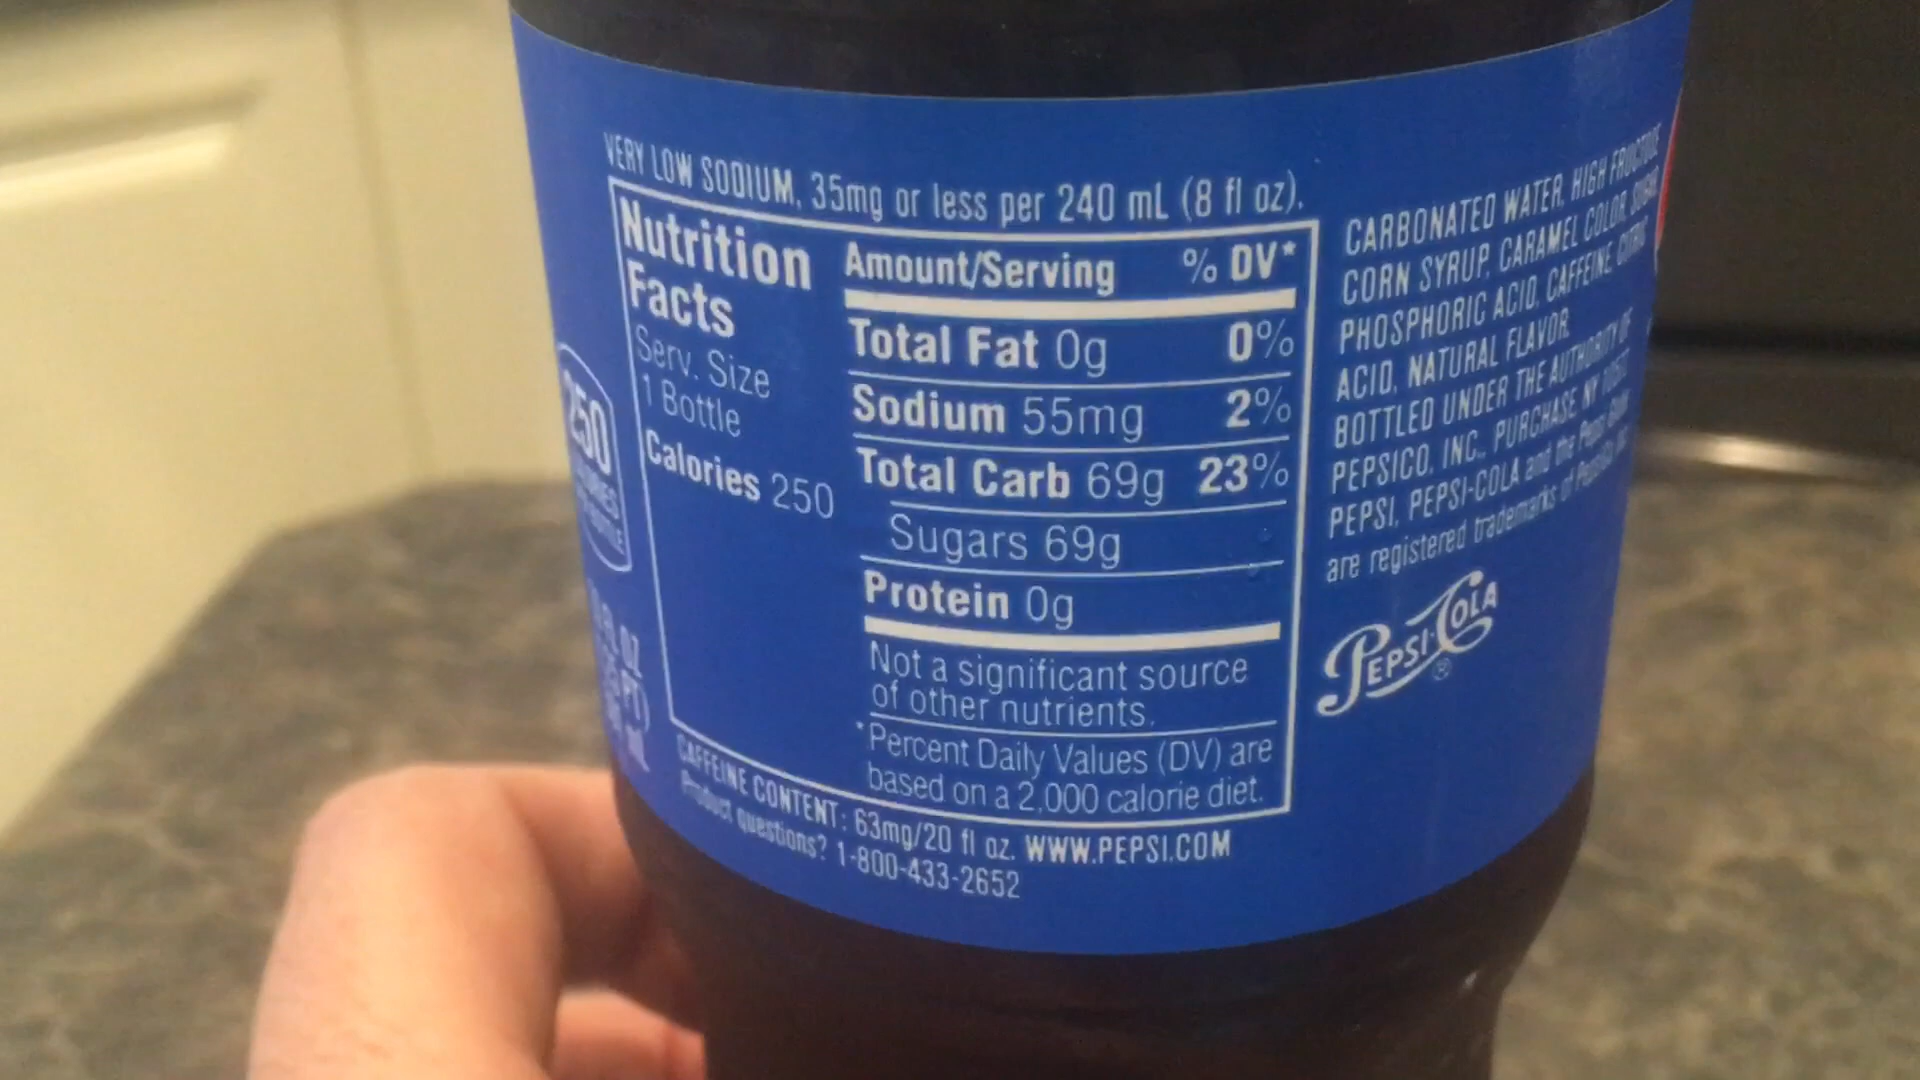 VERY LOW SODIUM, 35mg or less per 240 mL (8 fl oz).
Nutrition
Facts
Serv. Size
1 Bottle
Calories 250
Amount/Serving % DV*
Total Fat 0g 0%
Sodium 55mg 2%
Total Carb 69g 23%
Sugars 69g
Protein 0g
Not a significant source
of other nutrients.
*Percent Daily Values (DV) are
based on a 2,000 calorie diet.
CAFFEINE CONTENT: 63mg/20 fl oz. WWW.PEPSI.COM
Product questions? 1-800-433-2652
CARBONATED WATER, HIGH FRUCTOSE
CORN SYRUP, CARAMEL COLOR, SUGAR,
PHOSPHORIC ACID, CAFFEINE, CITRIC
ACID, NATURAL FLAVOR
BOTTLED UNDER THE AUTHORITY OF
PEPSICO, INC., PURCHASE, NY
PEPSI, PEPSI-COLA and the Pepsi
are registered trademarks of
PEPSI-COLA®
250
CALORIES
FL OZ
PT)
mL